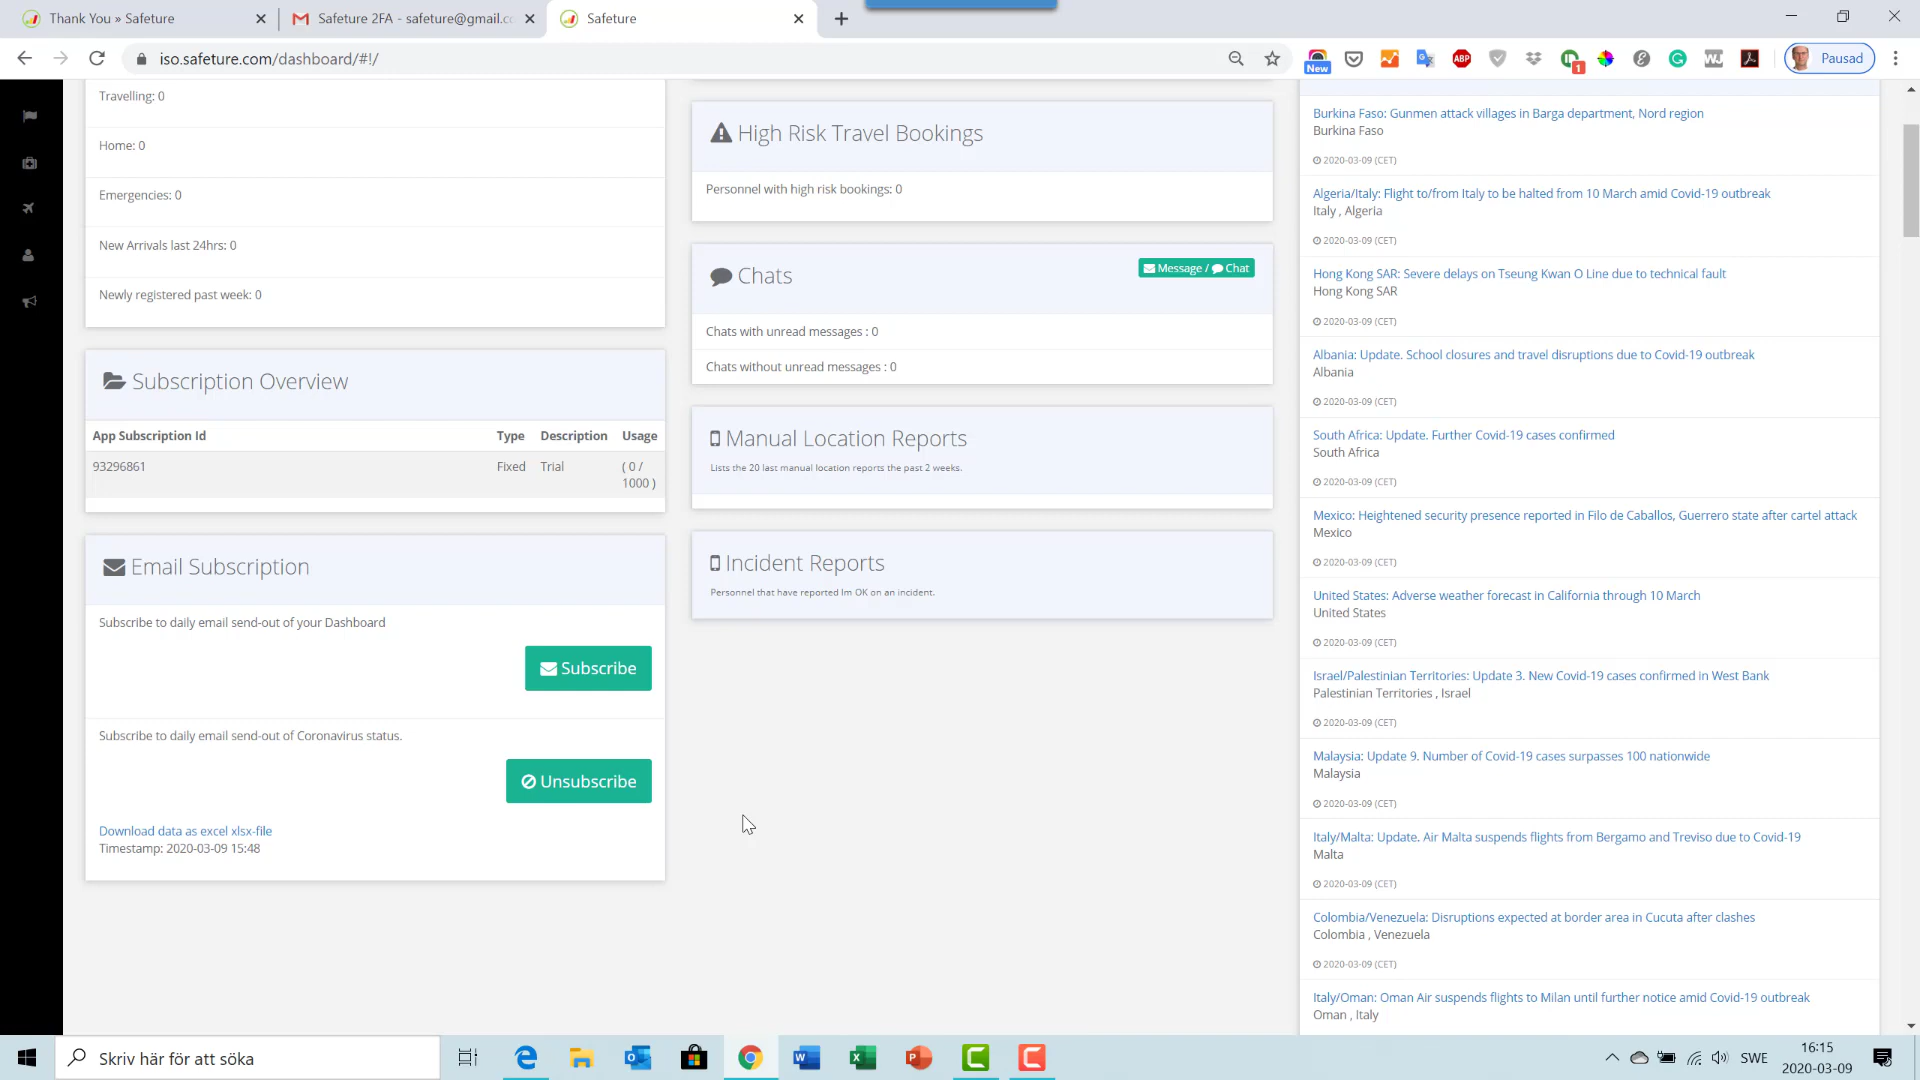 Thank You » Safeture
Safeture 2FA - safeture@gmail.c
Safeture
iso.safeture.com/dashboard/#!/
New
ABP
1
WJ
Pausad
Travelling: 0
Home: 0
Emergencies: 0
New Arrivals last 24hrs: 0
Newly registered past week: 0
Subscription Overview
App Subscription Id Type Description Usage
93296861 Fixed Trial ( 0 /
1000 )
Email Subscription
Subscribe to daily email send-out of your Dashboard
Subscribe
Subscribe to daily email send-out of Coronavirus status.
Unsubscribe
Download data as excel xlsx-file
Timestamp: 2020-03-09 15:48
High Risk Travel Bookings
Personnel with high risk bookings: 0
Chats
Message / Chat
Chats with unread messages : 0
Chats without unread messages : 0
Manual Location Reports
Lists the 20 last manual location reports the past 2 weeks.
Incident Reports
Personnel that have reported Im OK on an incident.
Burkina Faso: Gunmen attack villages in Barga department, Nord region
Burkina Faso
2020-03-09 (CET)
Algeria/Italy: Flight to/from Italy to be halted from 10 March amid Covid-19 outbreak
Italy , Algeria
2020-03-09 (CET)
Hong Kong SAR: Severe delays on Tseung Kwan O Line due to technical fault
Hong Kong SAR
2020-03-09 (CET)
Albania: Update. School closures and travel disruptions due to Covid-19 outbreak
Albania
2020-03-09 (CET)
South Africa: Update. Further Covid-19 cases confirmed
South Africa
2020-03-09 (CET)
Mexico: Heightened security presence reported in Filo de Caballos, Guerrero state after cartel attack
Mexico
2020-03-09 (CET)
United States: Adverse weather forecast in California through 10 March
United States
2020-03-09 (CET)
Israel/Palestinian Territories: Update 3. New Covid-19 cases confirmed in West Bank
Palestinian Territories , Israel
2020-03-09 (CET)
Malaysia: Update 9. Number of Covid-19 cases surpasses 100 nationwide
Malaysia
2020-03-09 (CET)
Italy/Malta: Update. Air Malta suspends flights from Bergamo and Treviso due to Covid-19
Malta
2020-03-09 (CET)
Colombia/Venezuela: Disruptions expected at border area in Cucuta after clashes
Colombia , Venezuela
2020-03-09 (CET)
Italy/Oman: Oman Air suspends flights to Milan until further notice amid Covid-19 outbreak
Oman , Italy
Skriv här för att söka
SWE
16:15
2020-03-09